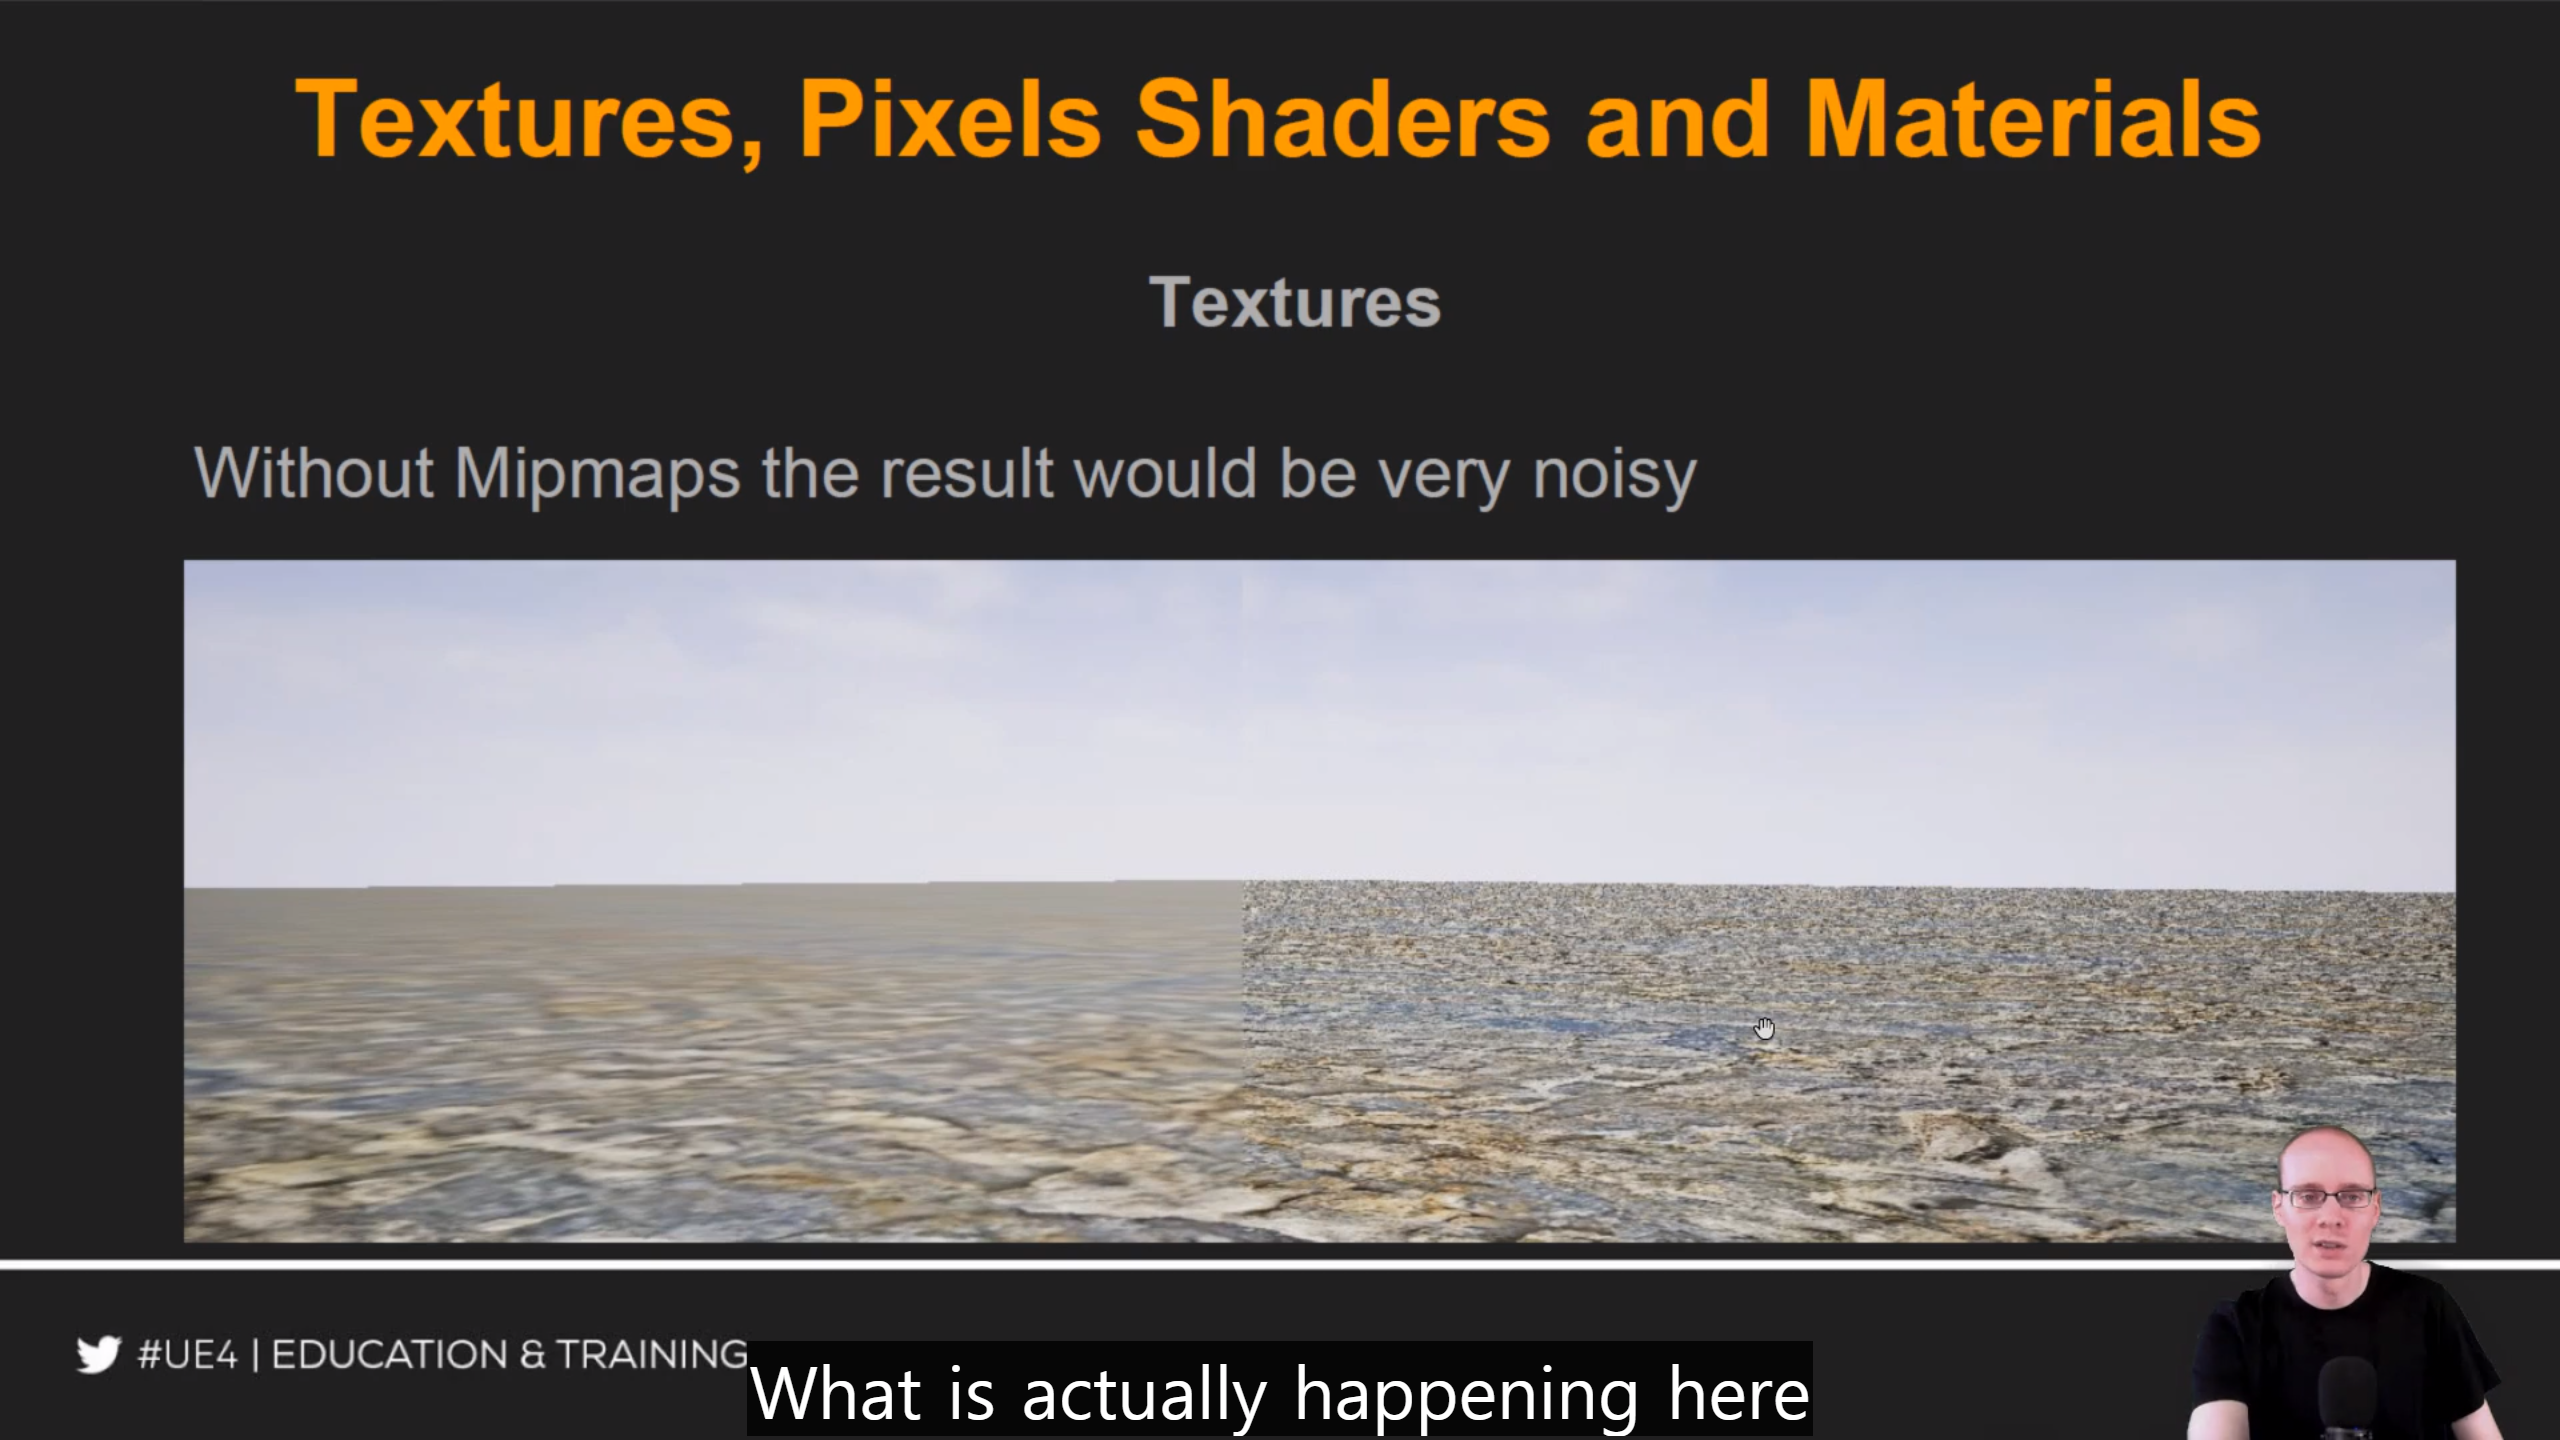 Textures, Pixels Shaders and Materials
Textures
Without Mipmaps the result would be very noisy
#UE4 | EDUCATION & TRAINING
What is actually happening here